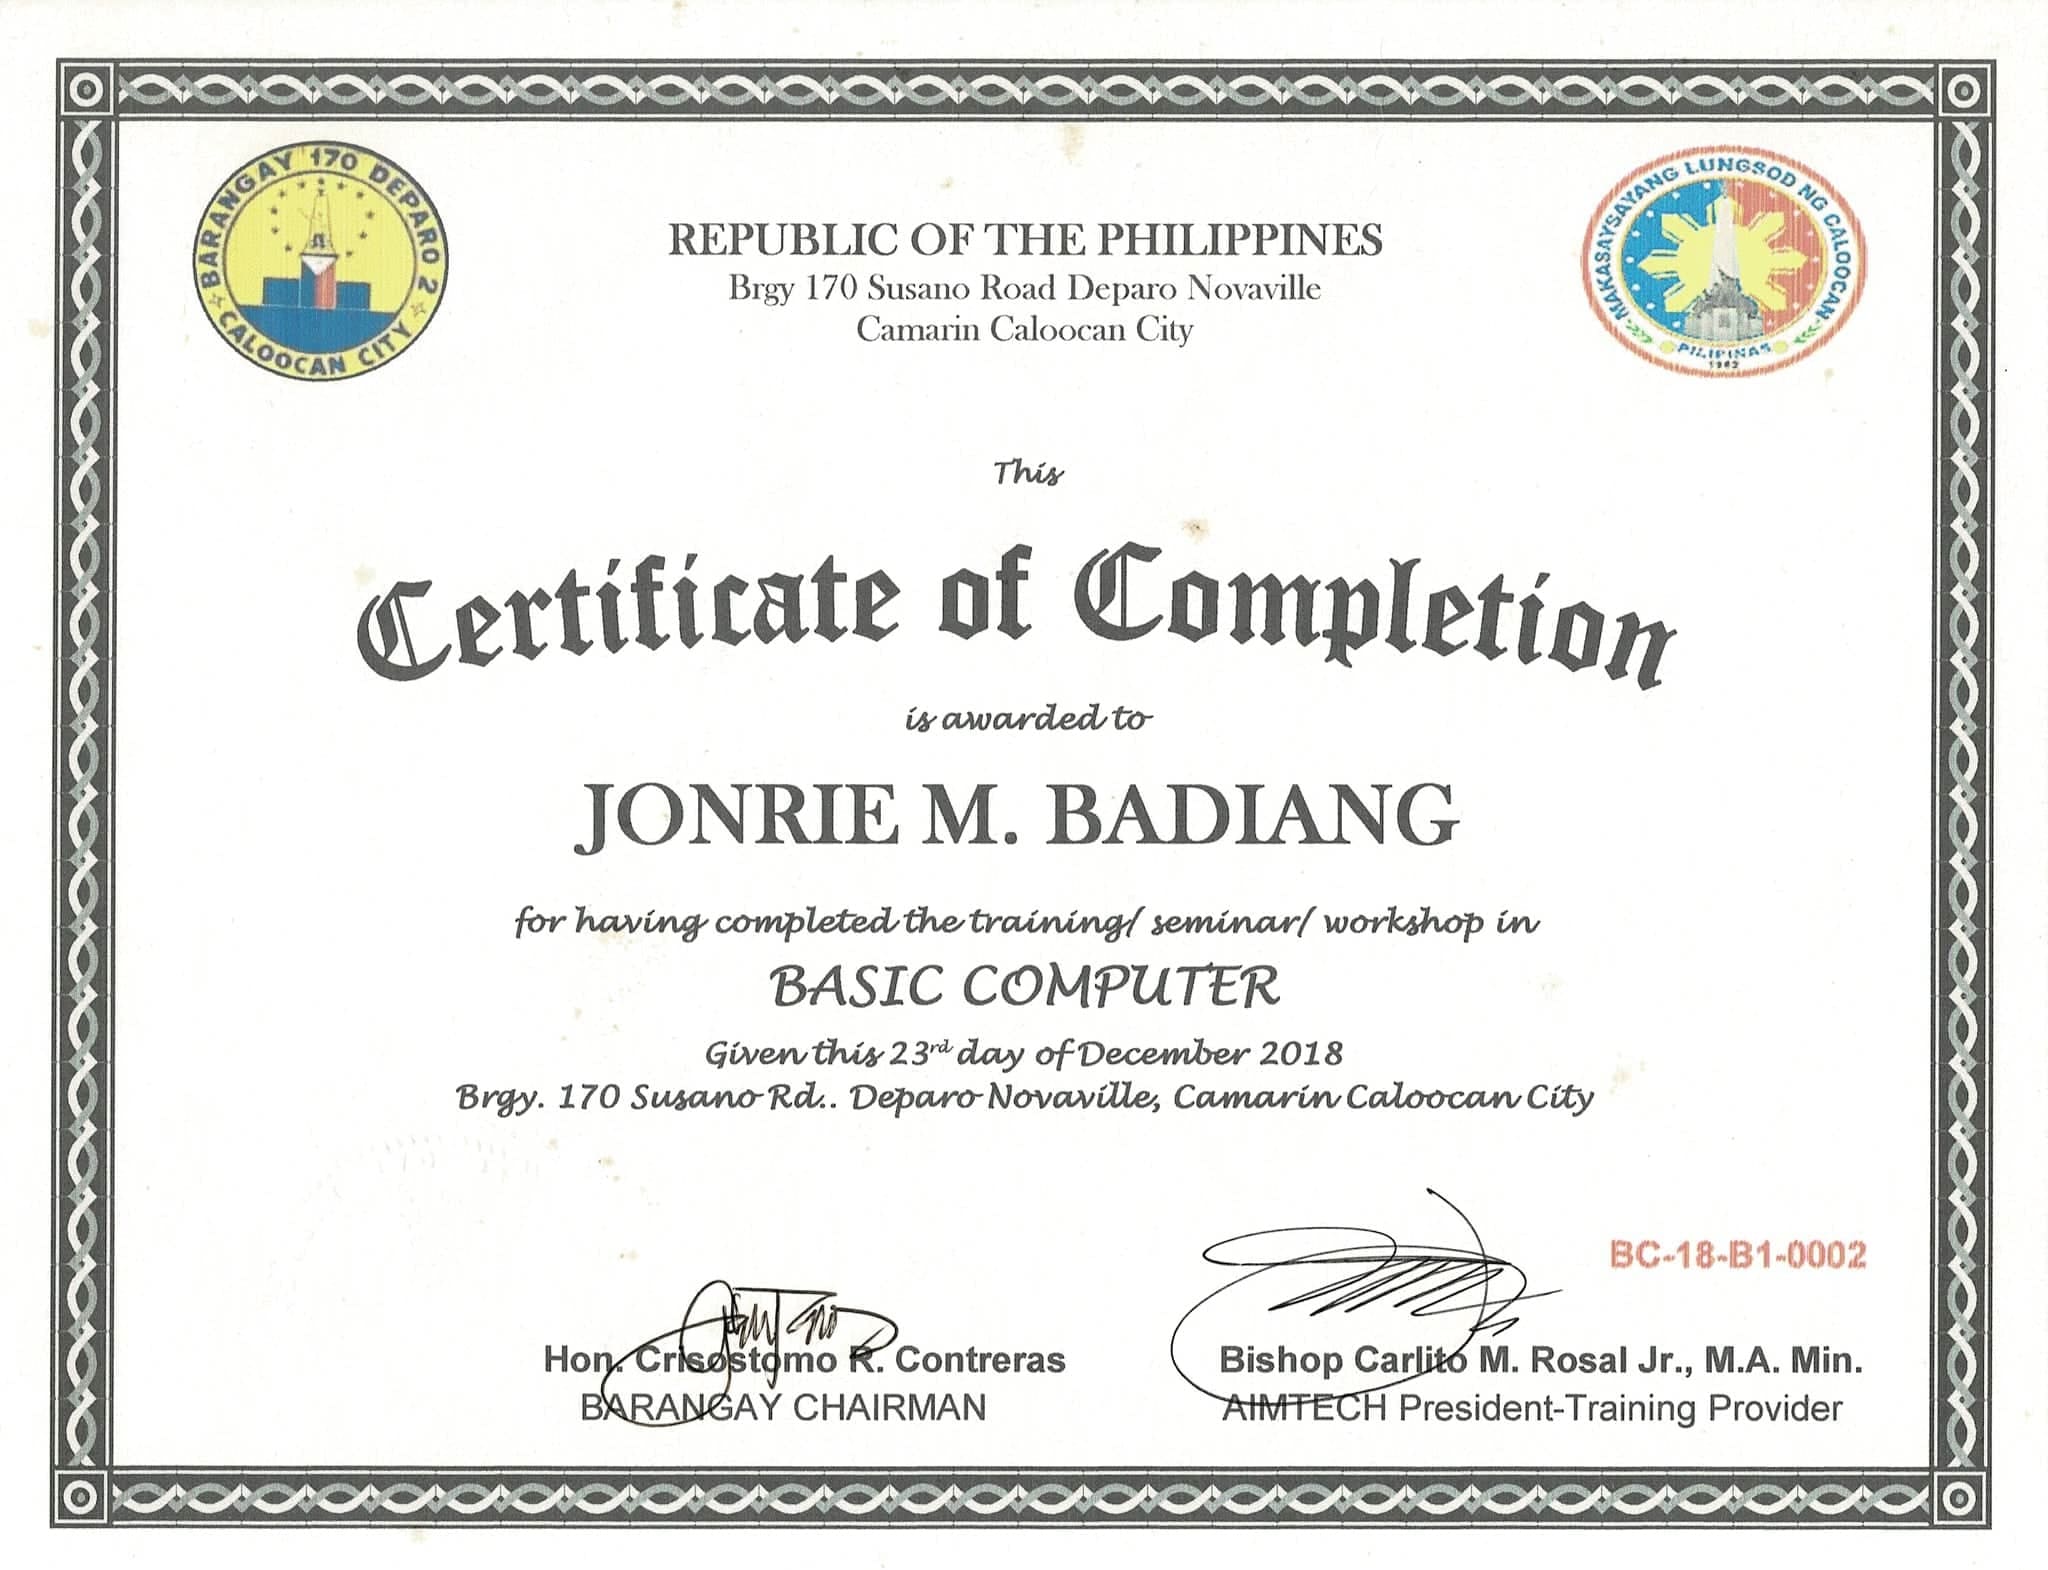 BARANGAY 170 DEPARO 2
CALOOCAN CITY
MAKASAYSAYANG LUNGSOD NG CALOOCAN
PILIPINAS
1962
REPUBLIC OF THE PHILIPPINES
Brgy 170 Susano Road Deparo Novaville
Camarin Caloocan City
This
Certificate of Completion
is awarded to
JONRIE M. BADIANG
for having completed the training/ seminar/ workshop in
BASIC COMPUTER
Given this 23rd day of December 2018
Brgy. 170 Susano Rd.. Deparo Novaville, Camarin Caloocan City
BC-18-B1-0002
Hon. Crisostomo R. Contreras
BARANGAY CHAIRMAN
Bishop Carlito M. Rosal Jr., M.A. Min.
AIMTECH President-Training Provider